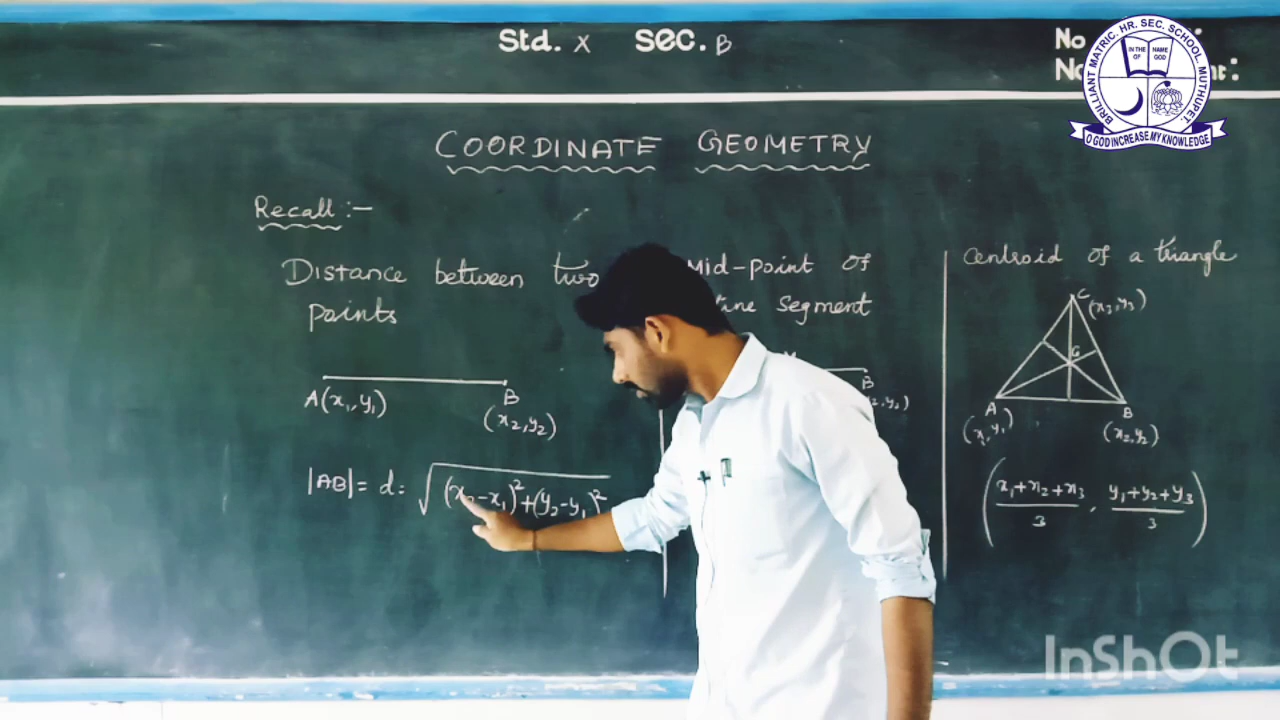 Std. X Sec. B
No
No t:
BRILLIANT MATRIC. HR. SEC. SCHOOL. MUTHUPET.
IN THE NAME
OF GOD
O GOD INCREASE MY KNOWLEDGE
COORDINATE GEOMETRY
Recall :-
Distance between two
points
A(x₁, y₁)
B
(x₂, y₂)
|AB| = d = √(x₂-x₁)²+(y₂-y₁)²
Mid-point of
line segment
B
Centroid of a triangle
C (x₃, y₃)
G
A
(x₁, y₁)
B
(x₂, y₂)
(x₁+x₂+x₃/3, y₁+y₂+y₃/3)
InShOt